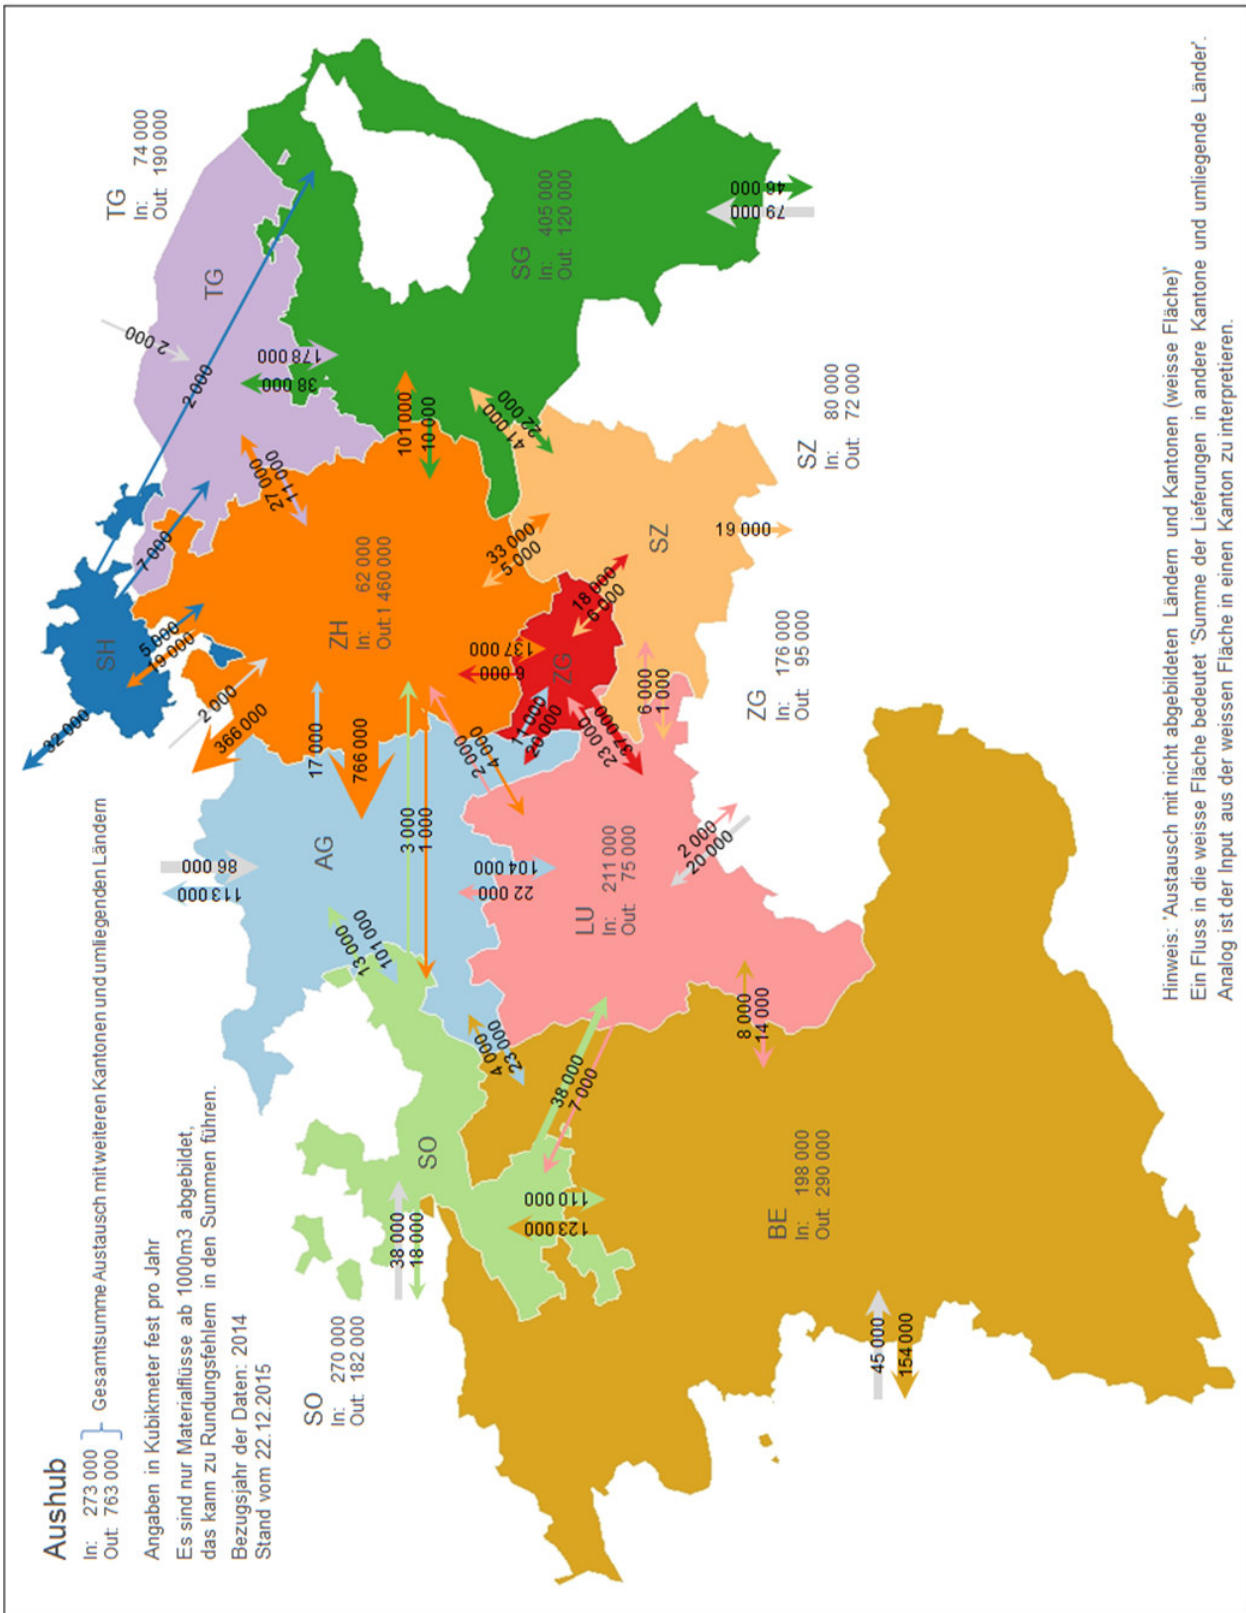 Aushub
In: 273 000
Out: 763 000
Gesamtsumme Austausch mit weiteren Kantonen und umliegenden Ländern
Angaben in Kubikmeter fest pro Jahr
Es sind nur Materialflüsse ab 1000m3 abgebildet,
das kann zu Rundungsfehlern in den Summen führen.
Bezugsjahr der Daten: 2014
Stand vom 22.12.2015
32 000
SH
19 000
5 000
7 000
2 000
2 000
TG
In: 74 000
Out: 190 000
TG
2 000
366 000
27 000
11 000
38 000
178 000
113 000
86 000
AG
17 000
766 000
ZH
In: 62 000
Out: 1 460 000
101 000
10 000
3 000
1 000
13 000
101 000
SO
In: 270 000
Out: 182 000
38 000
18 000
SO
4 000
23 000
22 000
104 000
2 000
4 000
6 000
137 000
33 000
5 000
41 000
22 000
SG
In: 405 000
Out: 120 000
11 000
20 000
ZG
18 000
6 000
23 000
37 000
38 000
7 000
123 000
110 000
LU
In: 211 000
Out: 75 000
6 000
1 000
SZ
19 000
79 000
46 000
2 000
20 000
8 000
14 000
ZG
In: 176 000
Out: 95 000
SZ
In: 80 000
Out: 72 000
BE
In: 198 000
Out: 290 000
45 000
154 000
Hinweis: 'Austausch mit nicht abgebildeten Ländern und Kantonen (weisse Fläche)'
Ein Fluss in die weisse Fläche bedeutet 'Summe der Lieferungen in andere Kantone und umliegende Länder'.
Analog ist der Input aus der weissen Fläche in einen Kanton zu interpretieren.